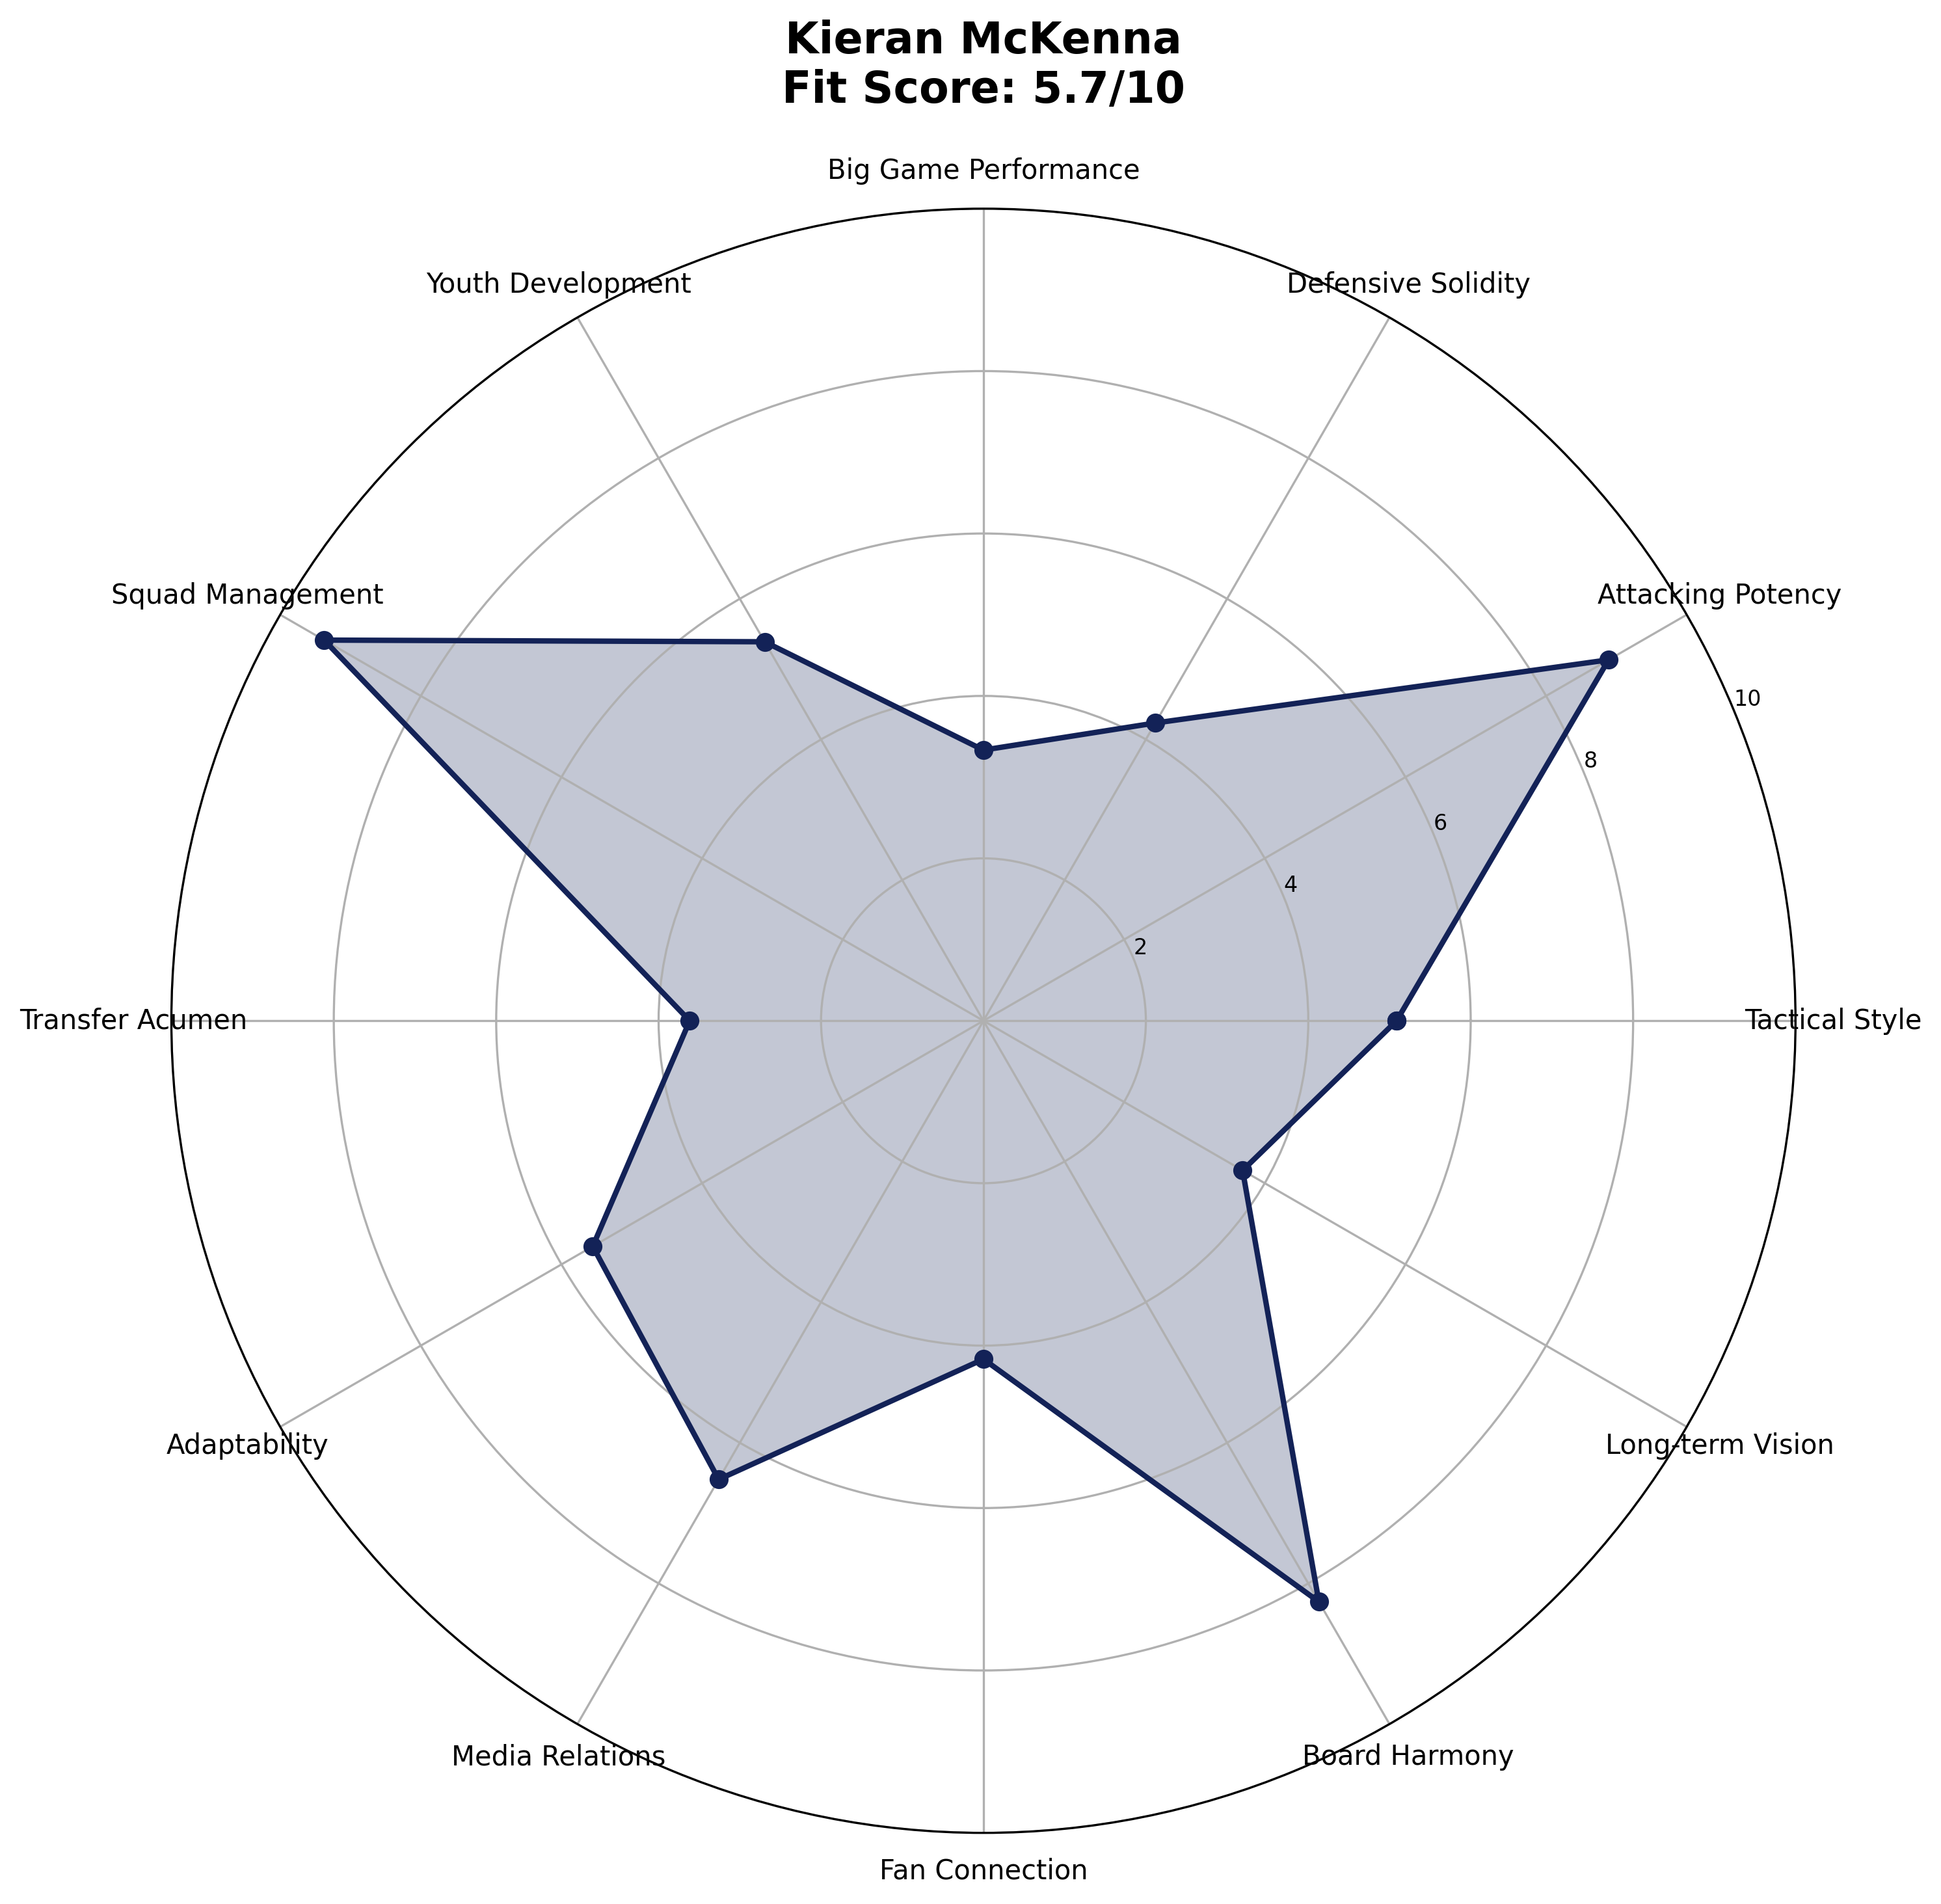 Kieran McKenna
Fit Score: 5.7/10
Big Game Performance
Youth Development
Defensive Solidity
Squad Management
Attacking Potency
10
8
6
4
2
Transfer Acumen
Tactical Style
Adaptability
Long-term Vision
Media Relations
Board Harmony
Fan Connection